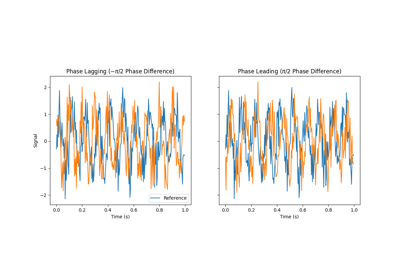 Phase Lagging (−π/2 Phase Difference)
Phase Leading (π/2 Phase Difference)
Signal
2
1
0
−1
−2
Reference
0.0 0.2 0.4 0.6 0.8 1.0
0.0 0.2 0.4 0.6 0.8 1.0
Time (s)
Time (s)